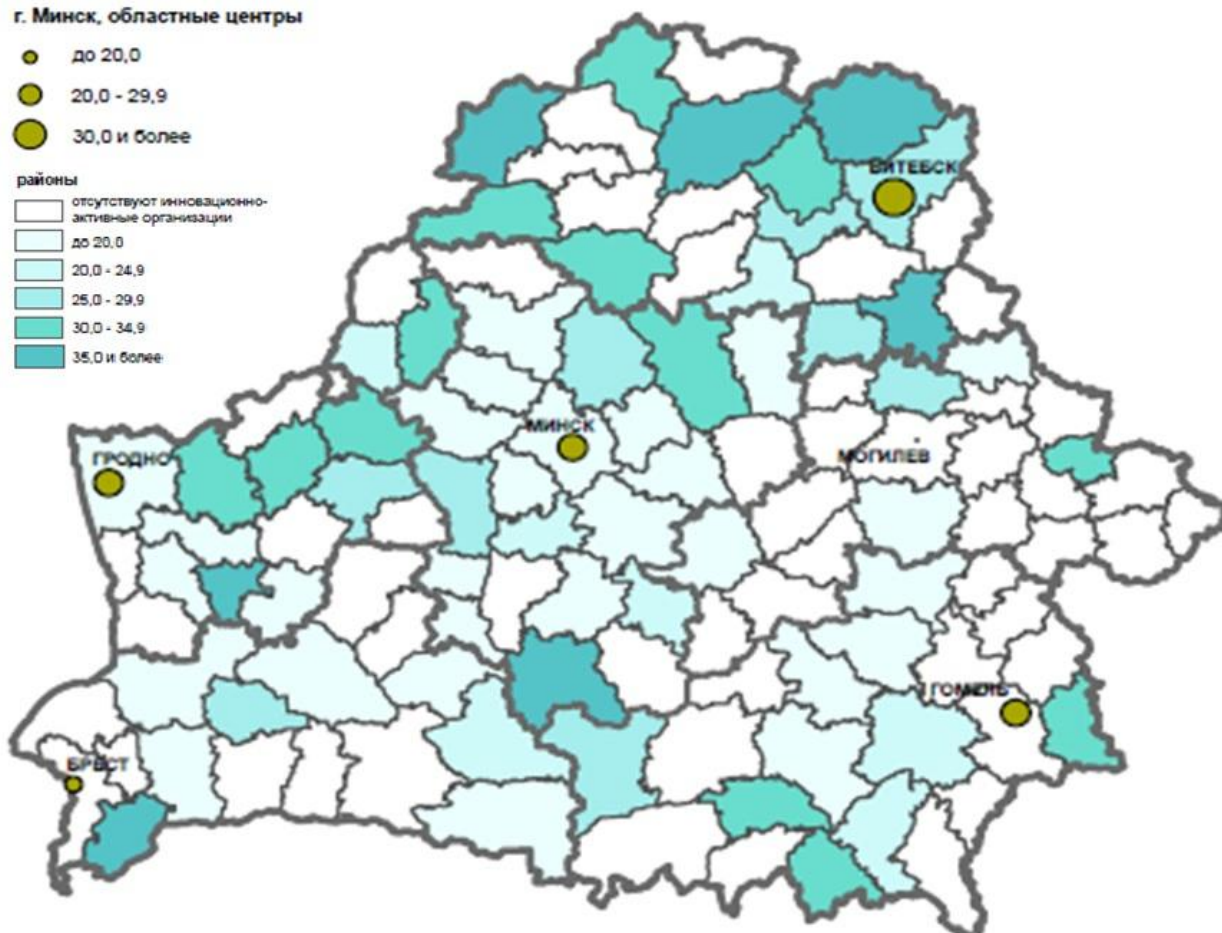 г. Минск, областные центры
до 20,0
20,0 - 29,9
30,0 и более
районы
отсутствуют инновационно-
активные организации
до 20,0
20,0 - 24,9
25,0 - 29,9
30,0 - 34,9
35,0 и более
ВИТЕБСК
МИНСК
ГРОДНО
МОГИЛЕВ
ГОМЕЛЬ
БРЕСТ